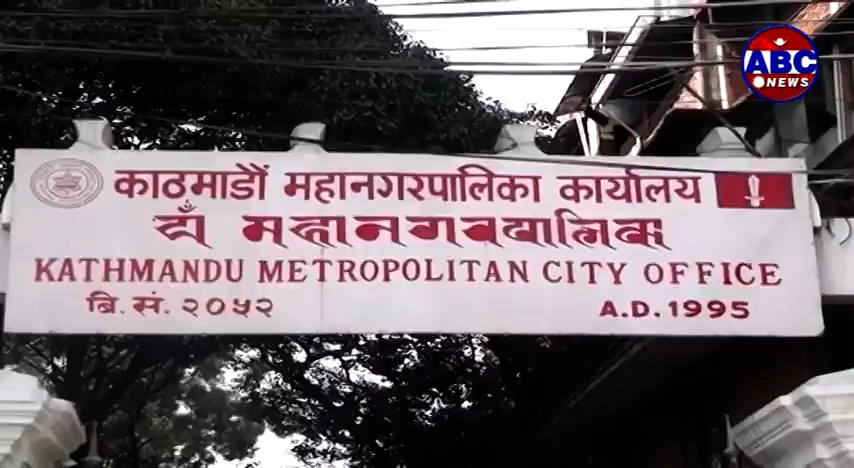 ABC
NEWS
काठमाडौं महानगरपालिका कार्यालय
KATHMANDU METROPOLITAN CITY OFFICE
बि. सं. २०५२
A.D. 1995